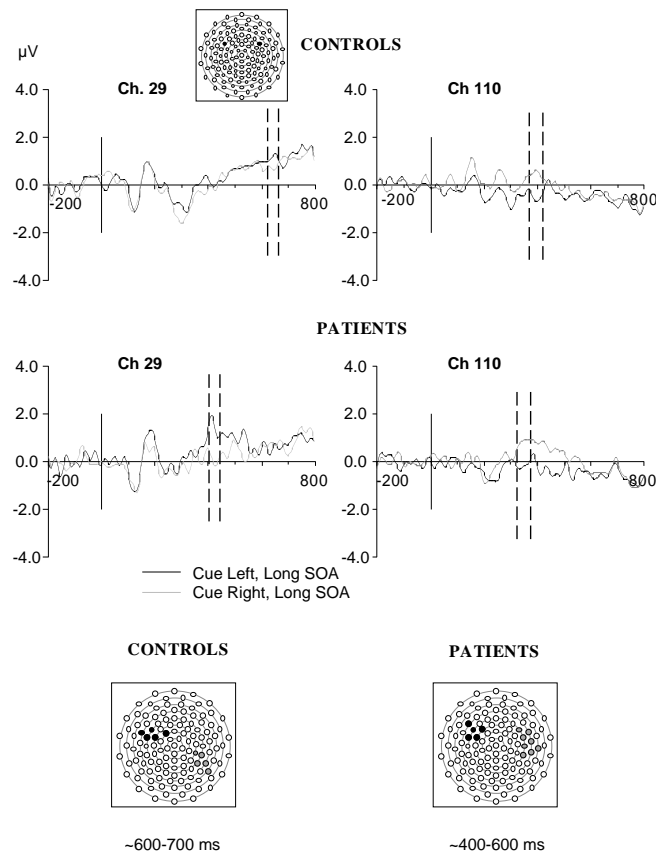 CONTROLS
µV
Ch. 29
Ch 110
4.0
2.0
0.0
-2.0
-4.0
-200
800
4.0
2.0
0.0
-2.0
-4.0
-200
800
PATIENTS
Ch 29
Ch 110
4.0
2.0
0.0
-2.0
-4.0
-200
800
4.0
2.0
0.0
-2.0
-4.0
-200
800
Cue Left, Long SOA
Cue Right, Long SOA
CONTROLS
PATIENTS
~600-700 ms
~400-600 ms